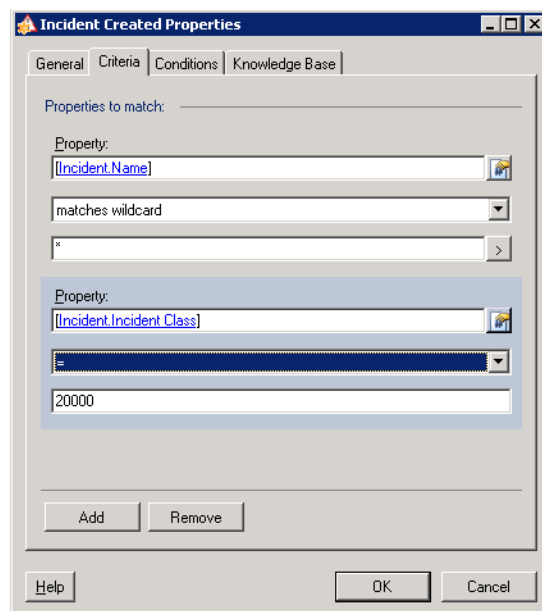 Incident Created Properties
General Criteria Conditions Knowledge Base
Properties to match:
Property:
[Incident.Name]
matches wildcard
*
>
Property:
[Incident.Incident Class]
=
20000
Add Remove
Help OK Cancel